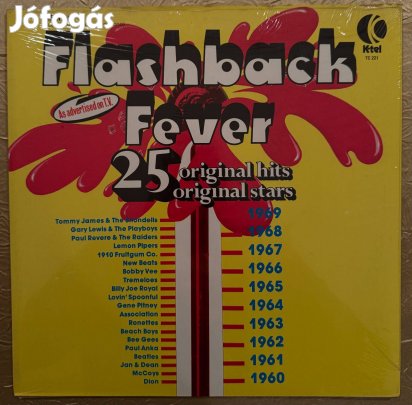 Jófogás
Flashback
Fever
K-tel
TC 221
As advertised on T.V.
25 original hits
original stars
Tommy James & The Shondells
Gary Lewis & The Playboys
Paul Revere & The Raiders
Lemon Pipers
1910 Fruitgum Co.
New Beats
Bobby Vee
Tremeloes
Billy Joe Royal
Lovin' Spoonful
Gene Pitney
Association
Ronettes
Beach Boys
Bee Gees
Paul Anka
Beatles
Jan & Dean
McCoys
Dion
1969
1968
1967
1966
1965
1964
1963
1962
1961
1960